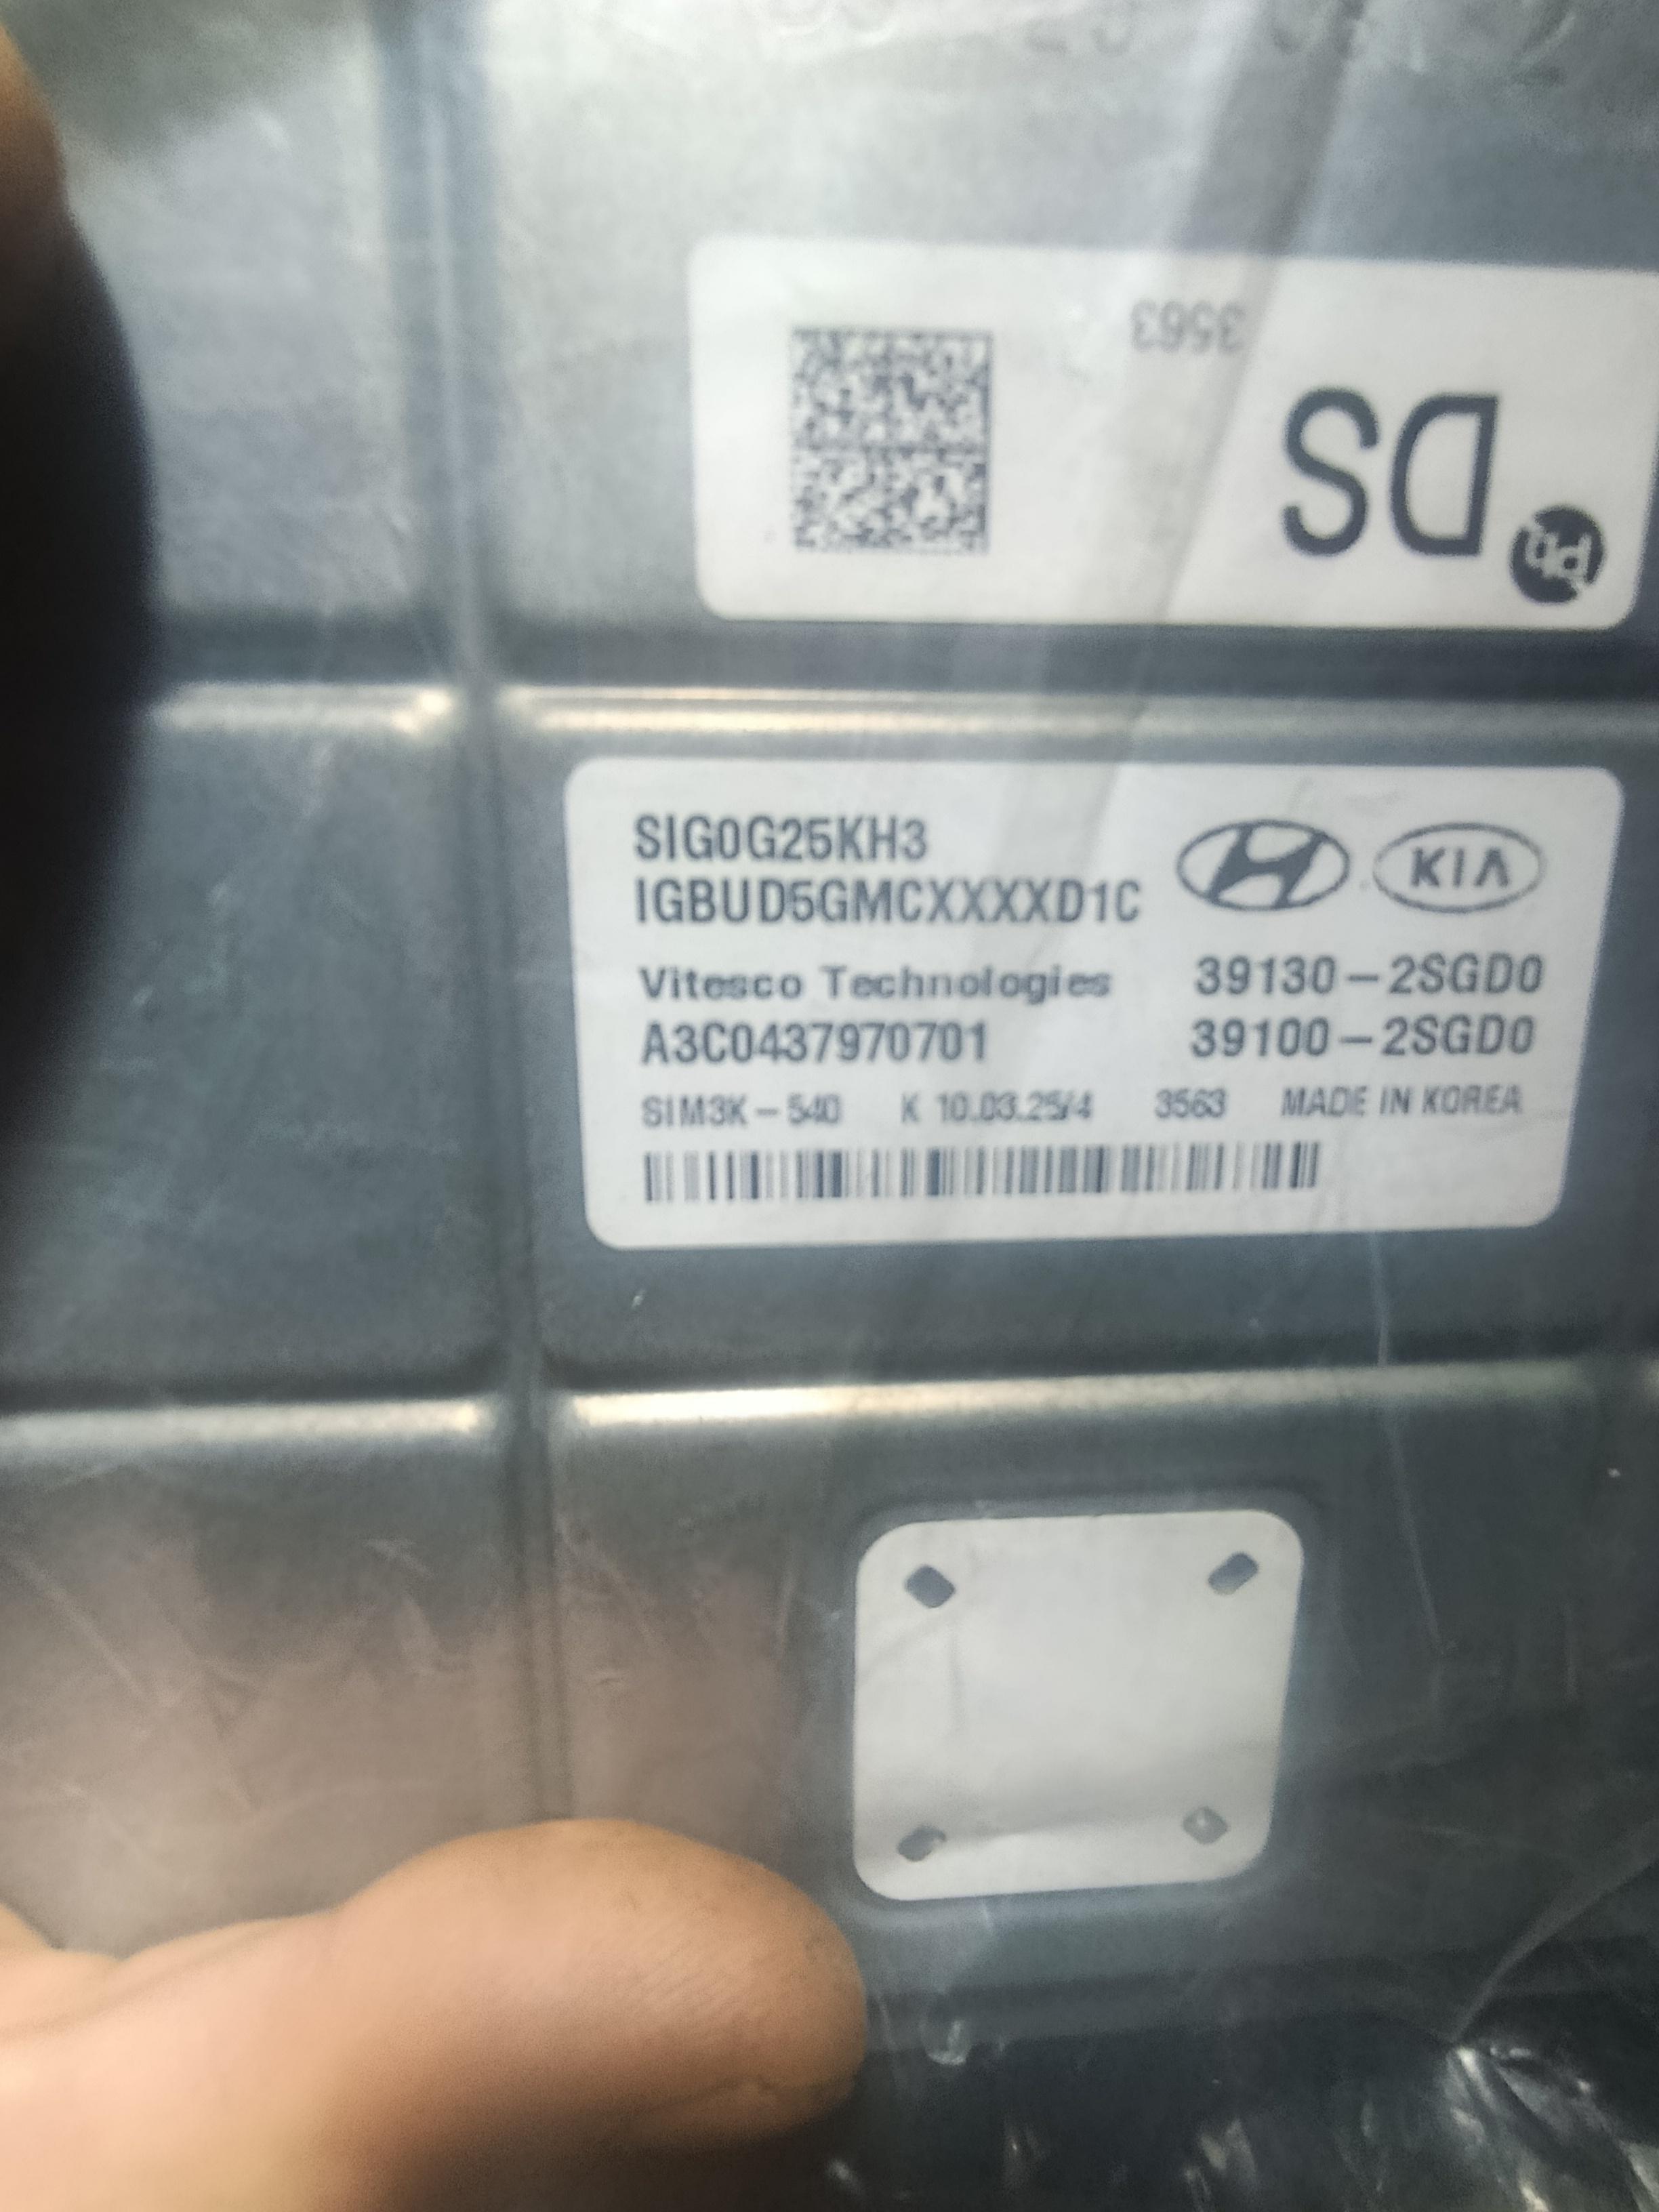 3563
DS
SIG0G25KH3
IGBUD5GMCXXXXD1C
KIA
Vitesco Technologies 39130-2SGD0
A3C0437970701 39100-2SGD0
SIM3K-540 K 10.03.25/4 3563 MADE IN KOREA